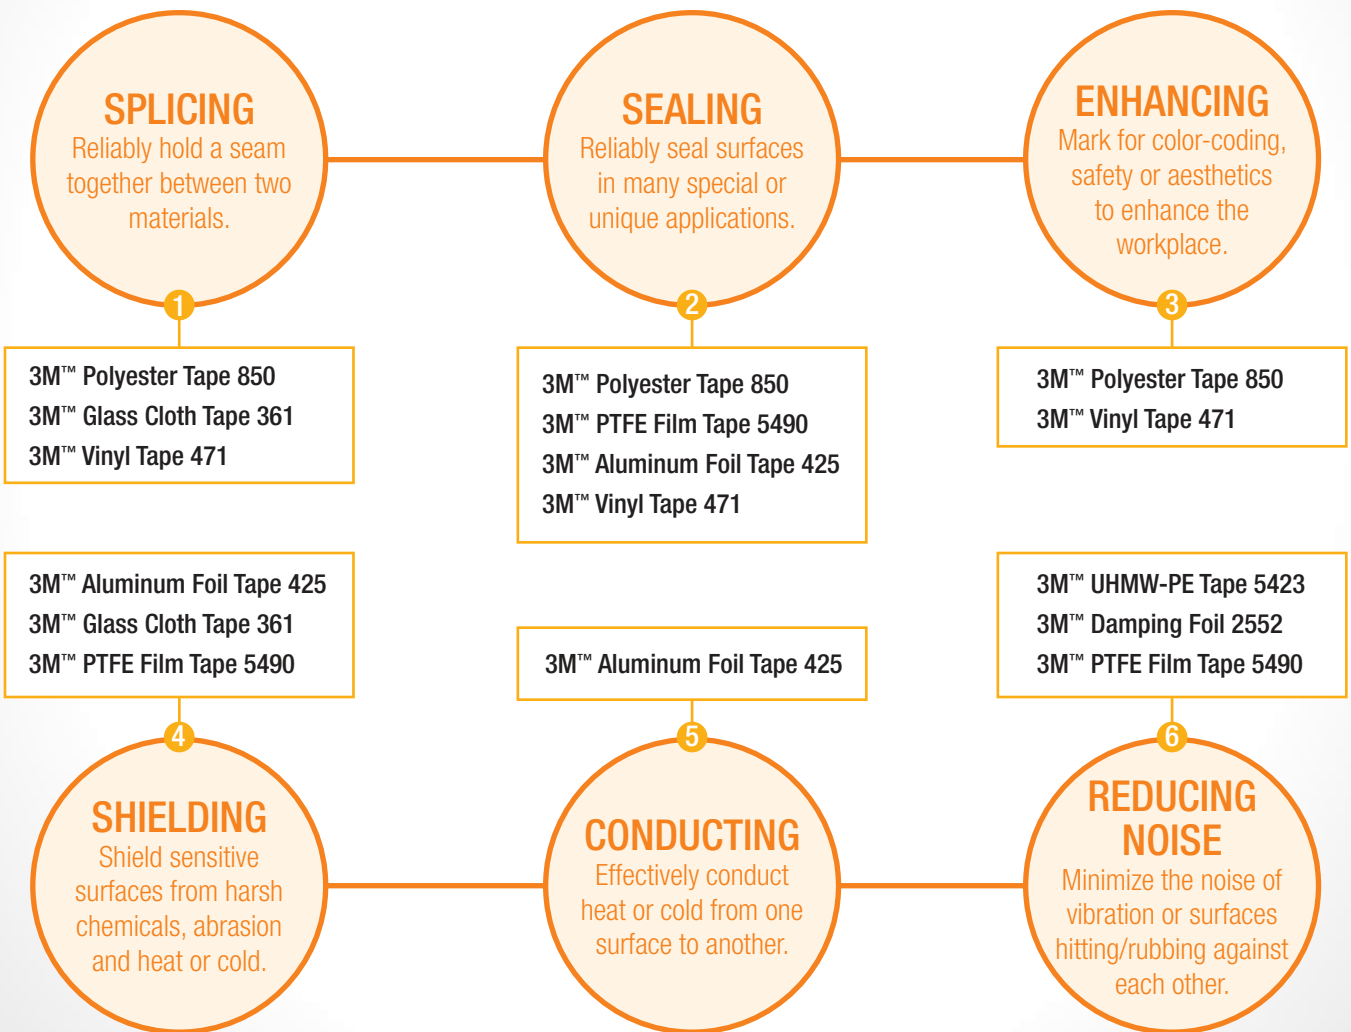 SPLICING
Reliably hold a seam
together between two
materials.
1
3M™ Polyester Tape 850
3M™ Glass Cloth Tape 361
3M™ Vinyl Tape 471
SEALING
Reliably seal surfaces
in many special or
unique applications.
2
3M™ Polyester Tape 850
3M™ PTFE Film Tape 5490
3M™ Aluminum Foil Tape 425
3M™ Vinyl Tape 471
ENHANCING
Mark for color-coding,
safety or aesthetics
to enhance the
workplace.
3
3M™ Polyester Tape 850
3M™ Vinyl Tape 471
3M™ Aluminum Foil Tape 425
3M™ Glass Cloth Tape 361
3M™ PTFE Film Tape 5490
4
SHIELDING
Shield sensitive
surfaces from harsh
chemicals, abrasion
and heat or cold.
3M™ Aluminum Foil Tape 425
5
CONDUCTING
Effectively conduct
heat or cold from one
surface to another.
3M™ UHMW-PE Tape 5423
3M™ Damping Foil 2552
3M™ PTFE Film Tape 5490
6
REDUCING
NOISE
Minimize the noise of
vibration or surfaces
hitting/rubbing against
each other.